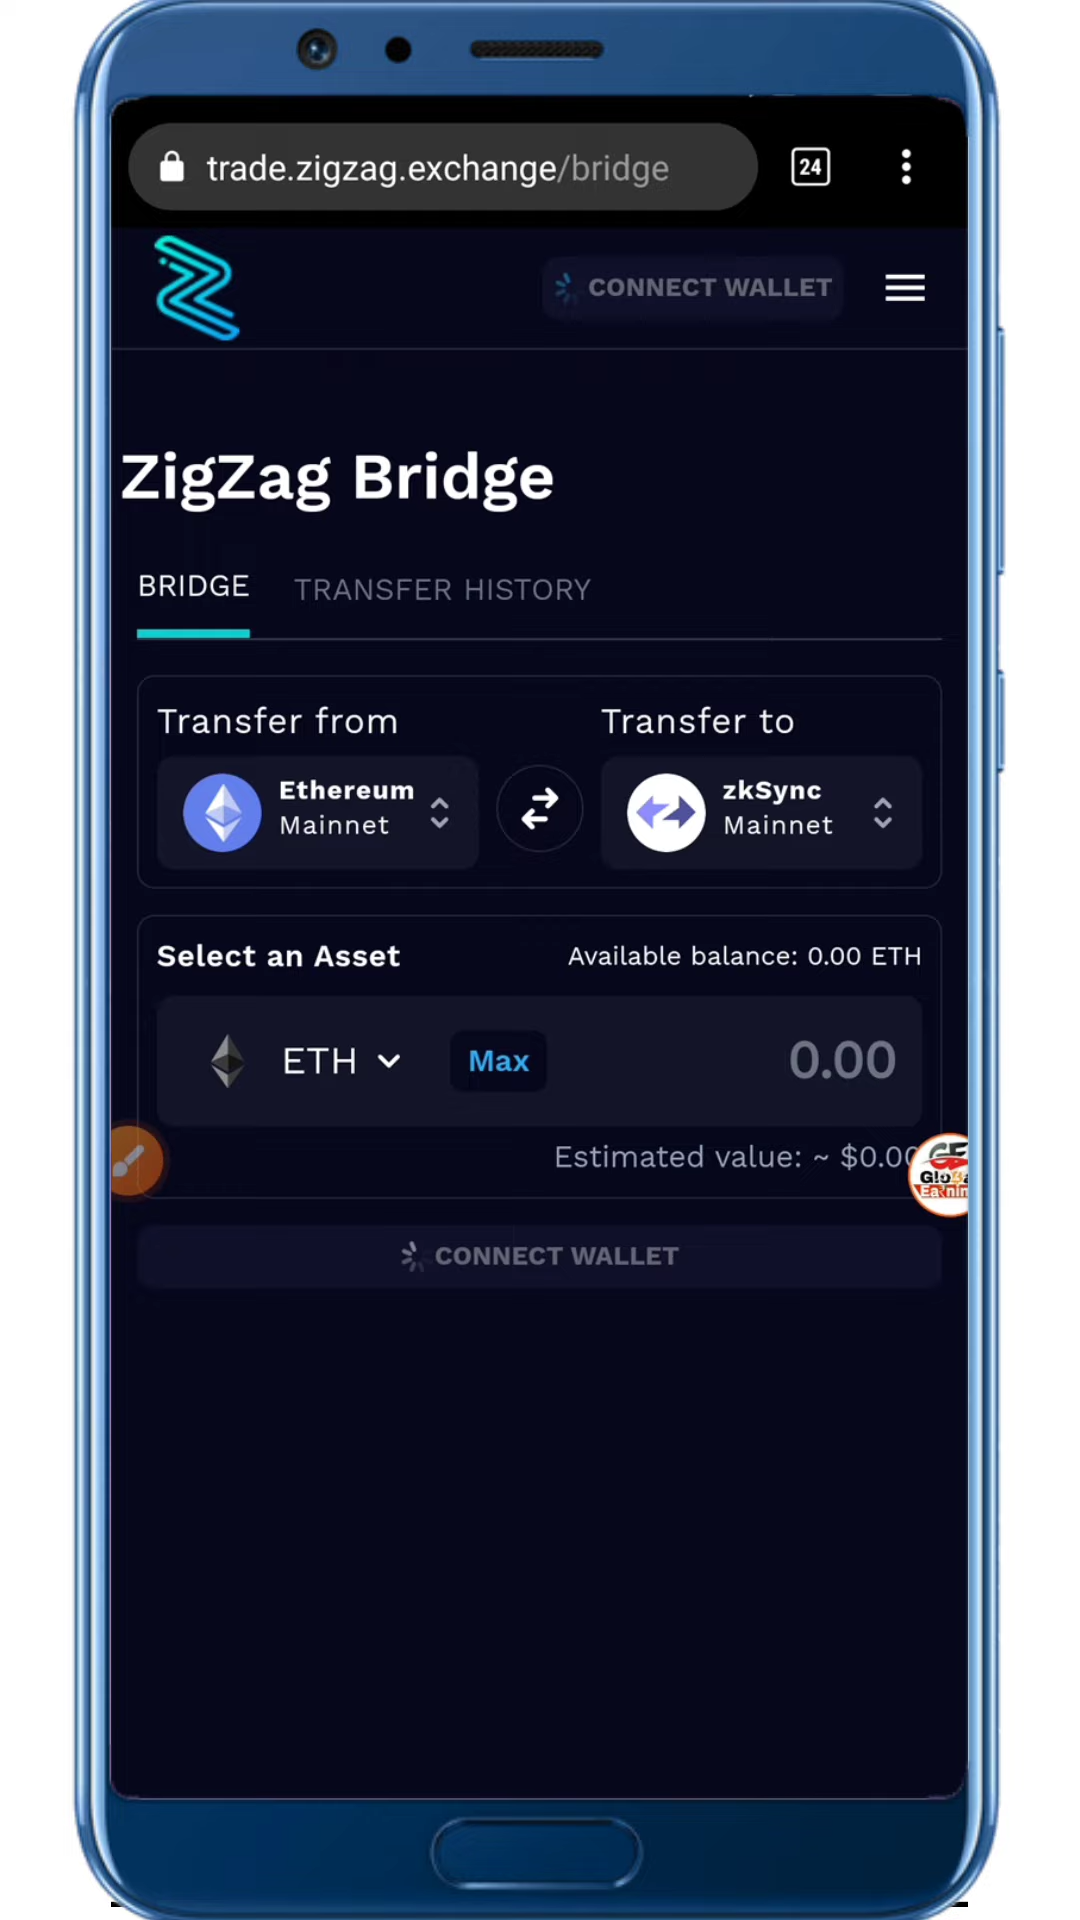 trade.zigzag.exchange/bridge
24
CONNECT WALLET
ZigZag Bridge
BRIDGE
TRANSFER HISTORY
Transfer from
Transfer to
Ethereum
Mainnet
zkSync
Mainnet
Select an Asset
Available balance: 0.00 ETH
ETH
Max
0.00
Estimated value: ~ $0.00
CONNECT WALLET